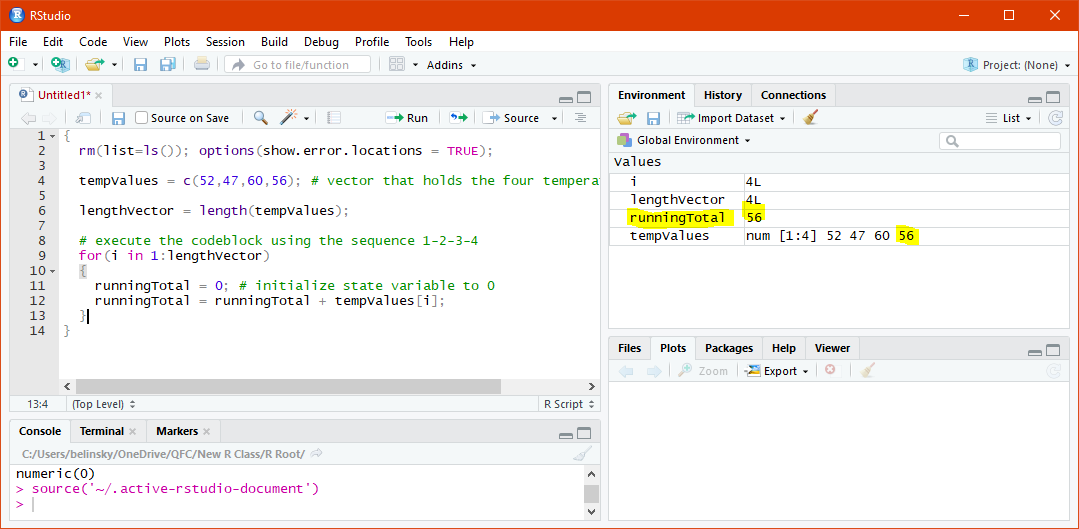 RStudio
File Edit Code View Plots Session Build Debug Profile Tools Help
Go to file/function Addins Project: (None)
Untitled1*
Source on Save Run Source
1 {
2 rm(list=ls()); options(show.error.locations = TRUE);
3
4 tempValues = c(52,47,60,56); # vector that holds the four tempera
5
6 lengthVector = length(tempValues);
7
8 # execute the codeblock using the sequence 1-2-3-4
9 for(i in 1:lengthVector)
10 {
11 runningTotal = 0; # initialize state variable to 0
12 runningTotal = runningTotal + tempValues[i];
13 }
14 }
13:4 (Top Level) R Script
Console Terminal Markers
C:/Users/belinsky/OneDrive/QFC/New R Class/R Root/
numeric(0)
> source('~/.active-rstudio-document')
>
Environment History Connections
Import Dataset List
Global Environment
Values
i 4L
lengthVector 4L
runningTotal 56
tempValues num [1:4] 52 47 60 56
Files Plots Packages Help Viewer
Zoom Export